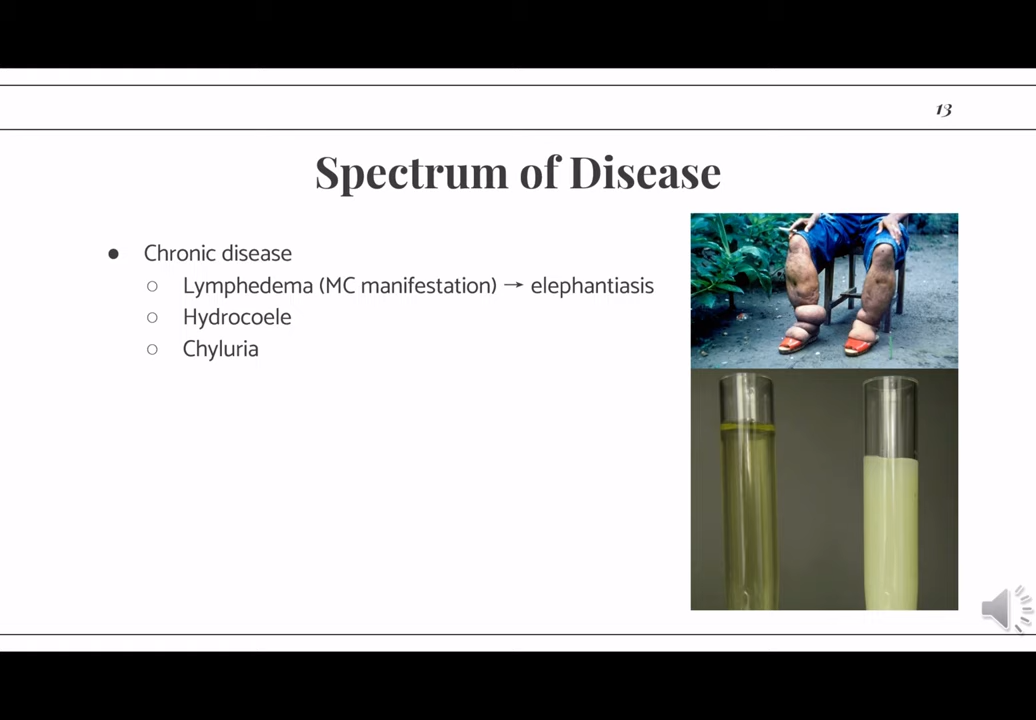 13
Spectrum of Disease
● Chronic disease
○ Lymphedema (MC manifestation) → elephantiasis
○ Hydrocoele
○ Chyluria